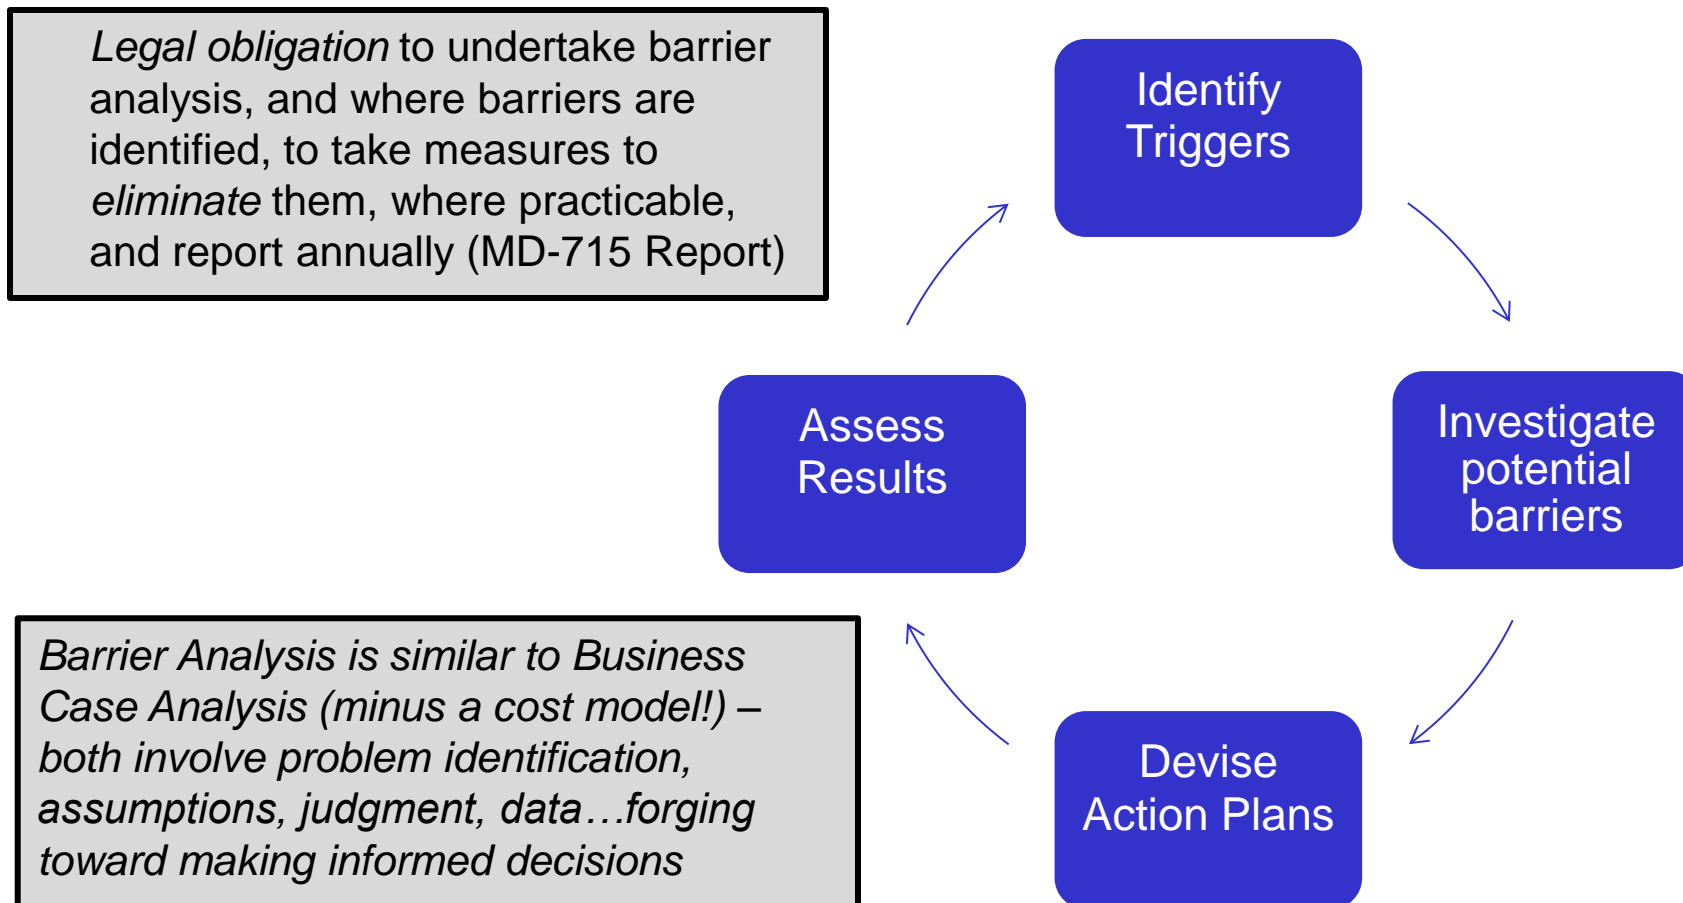 Legal obligation to undertake barrier
analysis, and where barriers are
identified, to take measures to
eliminate them, where practicable,
and report annually (MD-715 Report)
Identify
Triggers
Assess
Results
Investigate
potential
barriers
Devise
Action Plans
Barrier Analysis is similar to Business
Case Analysis (minus a cost model!) –
both involve problem identification,
assumptions, judgment, data…forging
toward making informed decisions